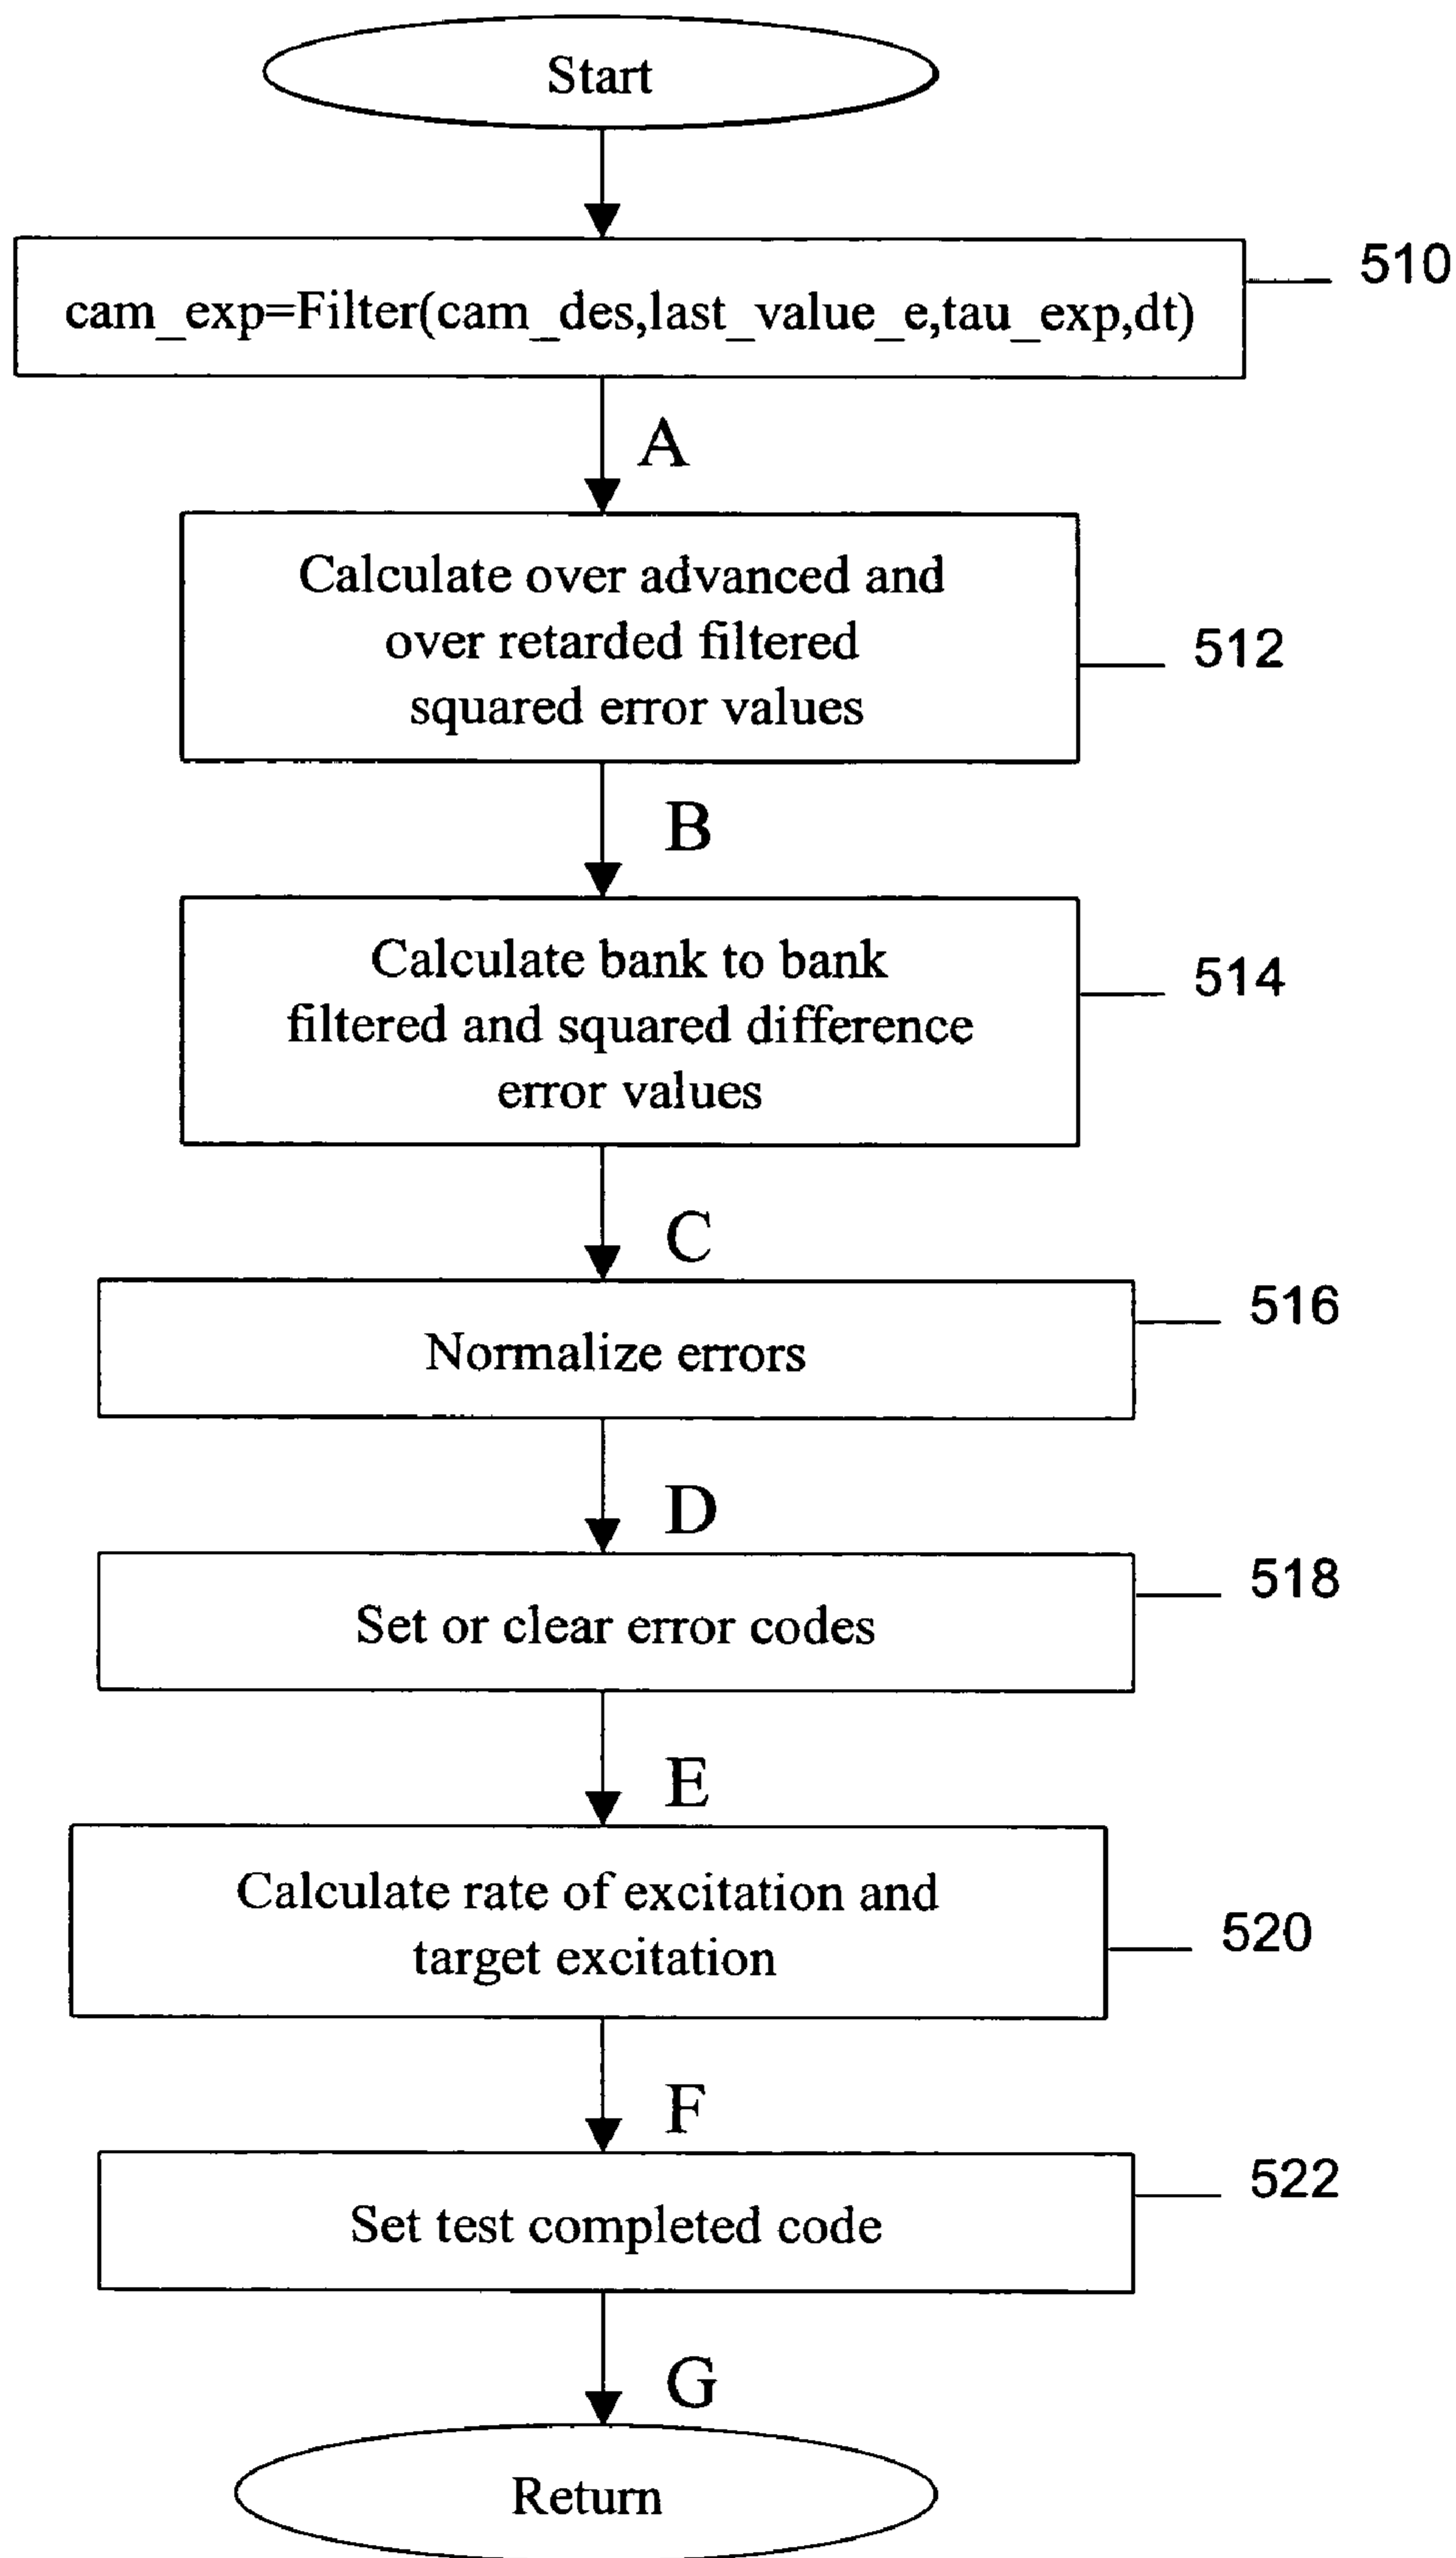 Start
cam_exp=Filter(cam_des,last_value_e,tau_exp,dt)
510
A
Calculate over advanced and
over retarded filtered
squared error values
512
B
Calculate bank to bank
filtered and squared difference
error values
514
C
Normalize errors
516
D
Set or clear error codes
518
E
Calculate rate of excitation and
target excitation
520
F
Set test completed code
522
G
Return